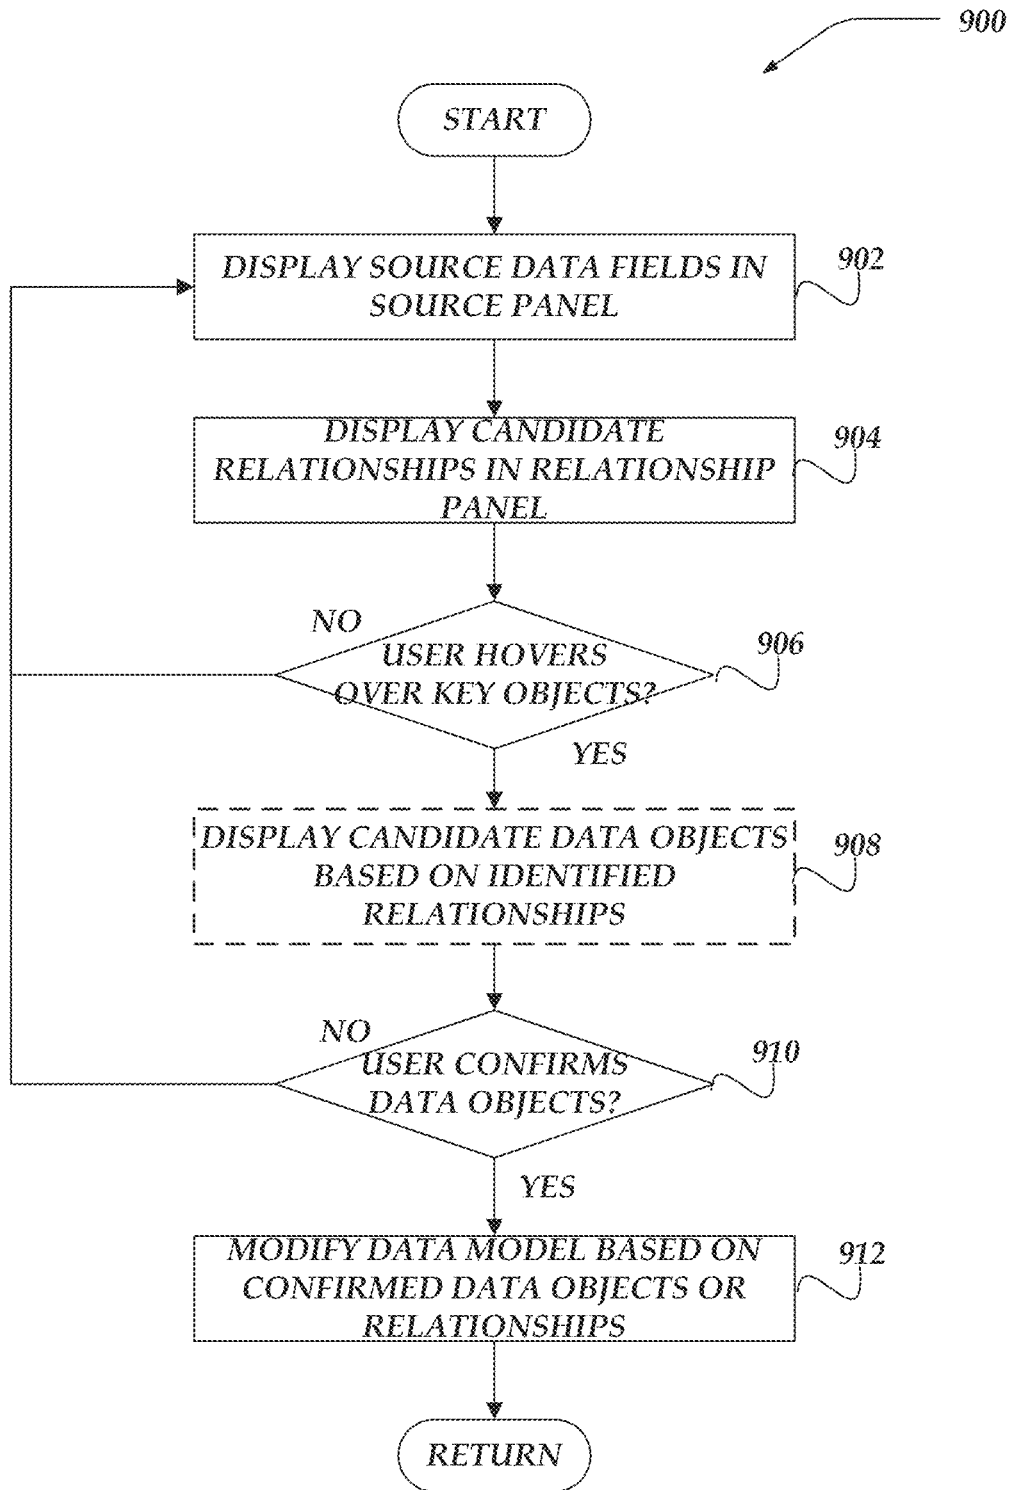 900
START
DISPLAY SOURCE DATA FIELDS IN
SOURCE PANEL
902
DISPLAY CANDIDATE
RELATIONSHIPS IN RELATIONSHIP
PANEL
904
NO
USER HOVERS
OVER KEY OBJECTS?
906
YES
DISPLAY CANDIDATE DATA OBJECTS
BASED ON IDENTIFIED
RELATIONSHIPS
908
NO
USER CONFIRMS
DATA OBJECTS?
910
YES
MODIFY DATA MODEL BASED ON
CONFIRMED DATA OBJECTS OR
RELATIONSHIPS
912
RETURN